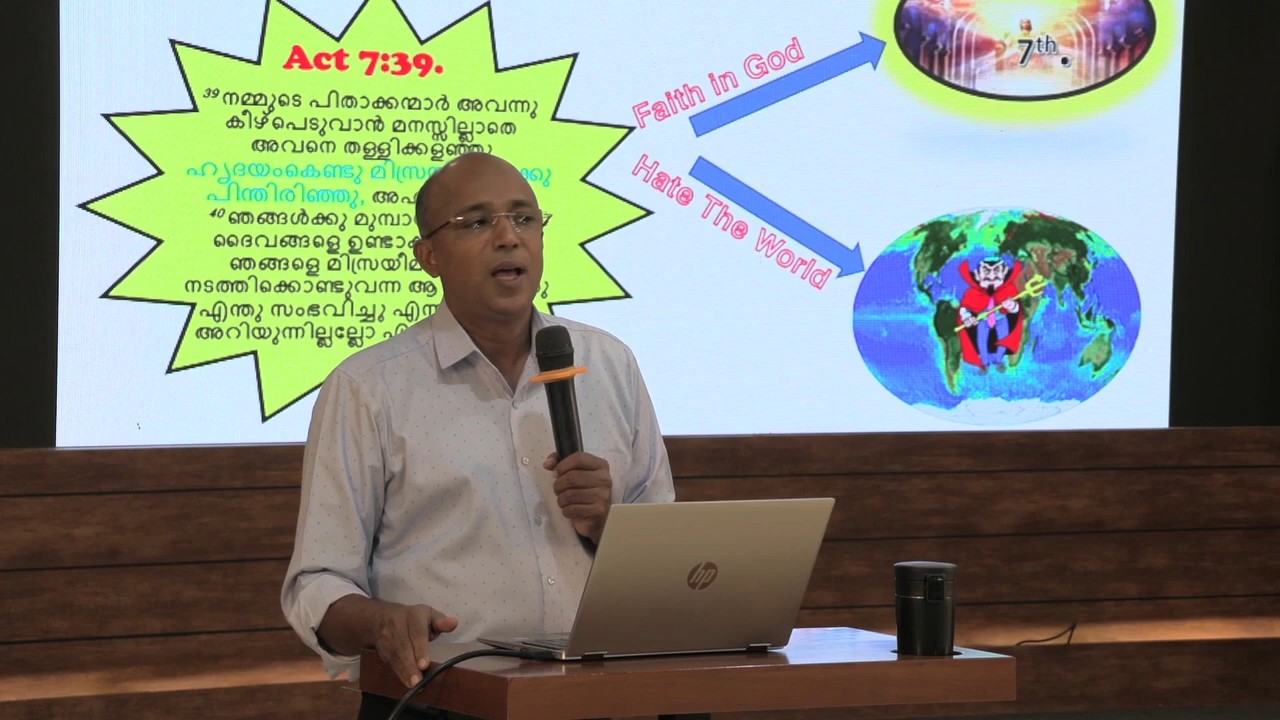 Act 7:39.
39 നമ്മുടെ പിതാക്കന്മാർ അവന്നു
കീഴ്പെടുവാൻ മനസ്സില്ലാതെ
അവനെ തള്ളിക്കളഞ്ഞു
ഹൃദയംകെണ്ടു
പിന്തിരിഞ്ഞു,
40 ഞങ്ങൾക്കു
ദൈവങ്ങളെ
ഞങ്ങളെ
നടത്തിക്കൊണ്ടുവന്ന
എന്തു സംഭവിച്ചു
അറിയുന്നില്ലല്ലോ
Faith in God
Hate The World
7th.
hp